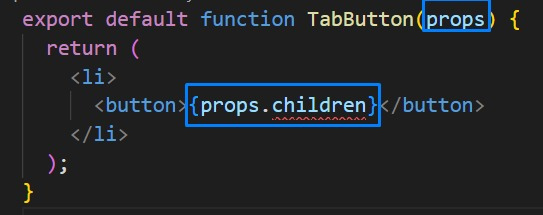 export default function TabButton(props) {
return (
<li>
<button>{props.children}</button>
</li>
);
}